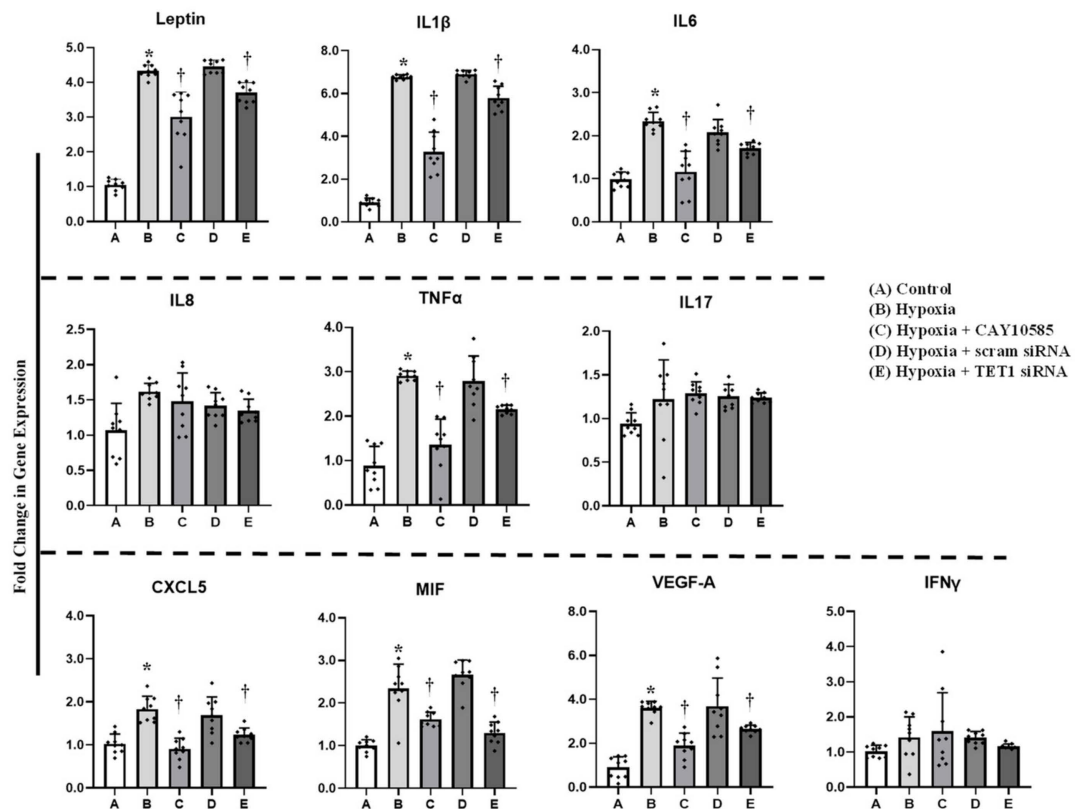 Leptin
5.0
4.0
3.0
2.0
1.0
0.0
*
†
†
A B C D E
IL1β
10.0
8.0
6.0
4.0
2.0
0.0
*
†
†
A B C D E
IL6
4.0
3.0
2.0
1.0
0.0
*
†
†
A B C D E
Fold Change in Gene Expression
IL8
2.5
2.0
1.5
1.0
0.5
0.0
A B C D E
TNFα
4.0
3.0
2.0
1.0
0.0
*
†
†
A B C D E
IL17
2.0
1.5
1.0
0.5
0.0
A B C D E
(A) Control
(B) Hypoxia
(C) Hypoxia + CAY10585
(D) Hypoxia + scram siRNA
(E) Hypoxia + TET1 siRNA
CXCL5
4.0
3.0
2.0
1.0
0.0
*
†
†
A B C D E
MIF
4.0
3.0
2.0
1.0
0.0
*
†
†
A B C D E
VEGF-A
8.0
6.0
4.0
2.0
0.0
*
†
†
A B C D E
IFNγ
5.0
4.0
3.0
2.0
1.0
0.0
A B C D E